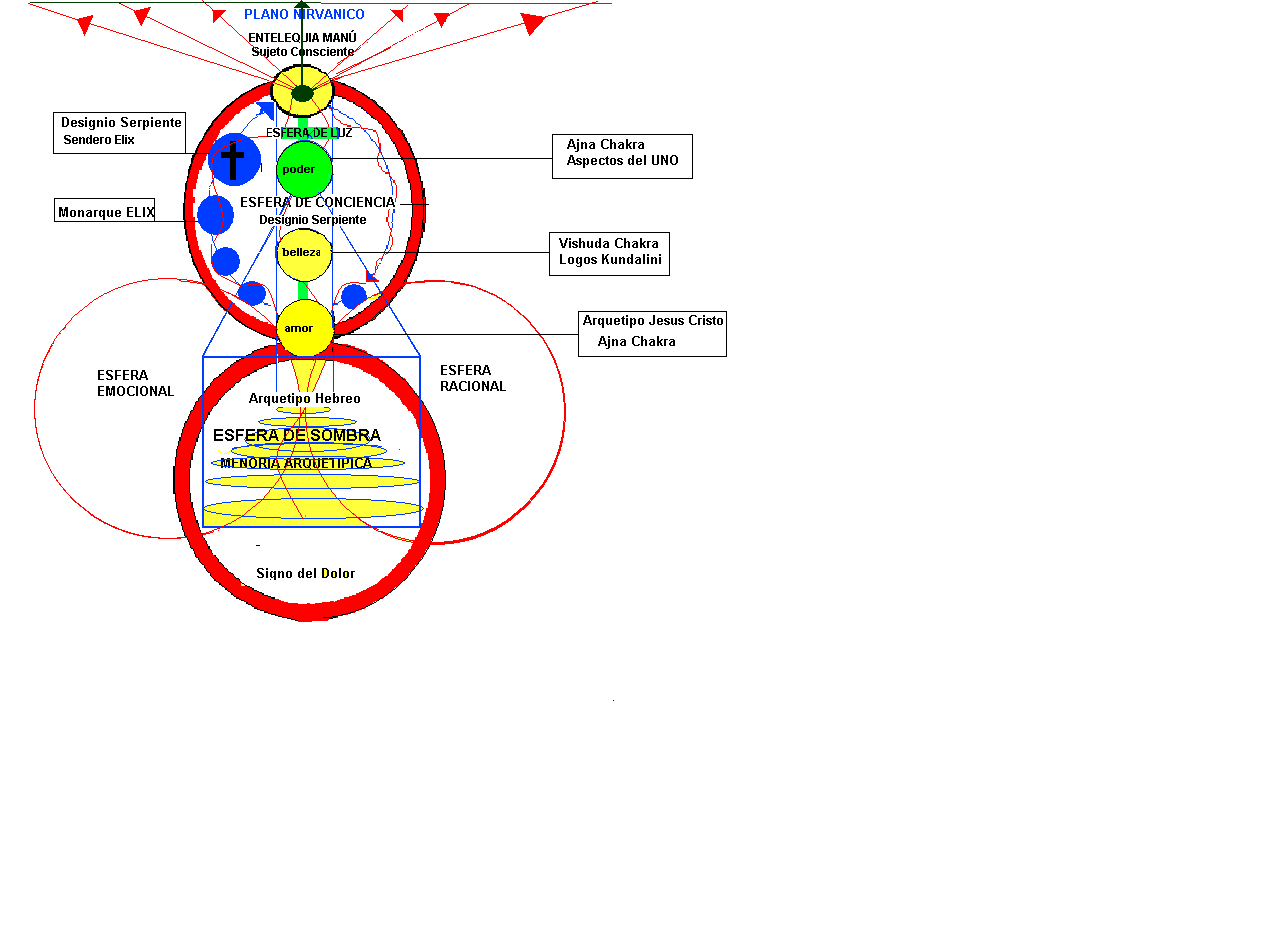 PLANO NIRVANICO
ENTELEQUIA MANÚ
Sujeto Consciente
Designio Serpiente
Sendero Elix
ESFERA DE LUZ
Ajna Chakra
Aspectos del UNO
poder
Monarque ELIX
ESFERA DE CONCIENCIA
Designio Serpiente
belleza
Vishuda Chakra
Logos Kundalini
amor
Arquetipo Jesus Cristo
Ajna Chakra
ESFERA
EMOCIONAL
ESFERA
RACIONAL
Arquetipo Hebreo
ESFERA DE SOMBRA
MENORIA ARQUETIPICA
Signo del Dolor